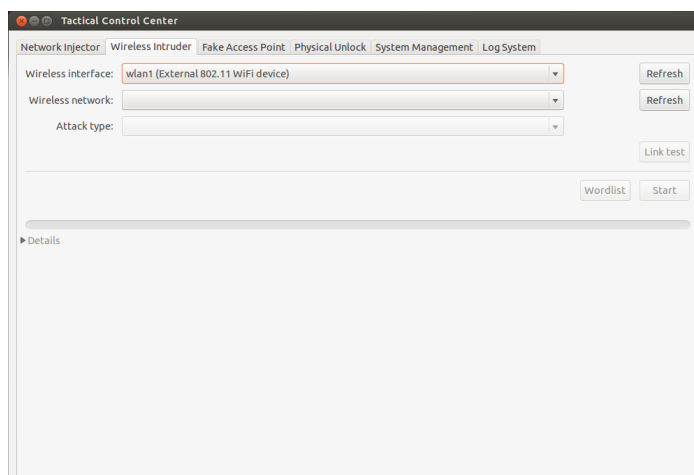 Tactical Control Center
Network Injector Wireless Intruder Fake Access Point Physical Unlock System Management Log System
Wireless interface: wlan1 (External 802.11 WiFi device) Refresh
Wireless network: Refresh
Attack type:
Link test
Wordlist Start
Details